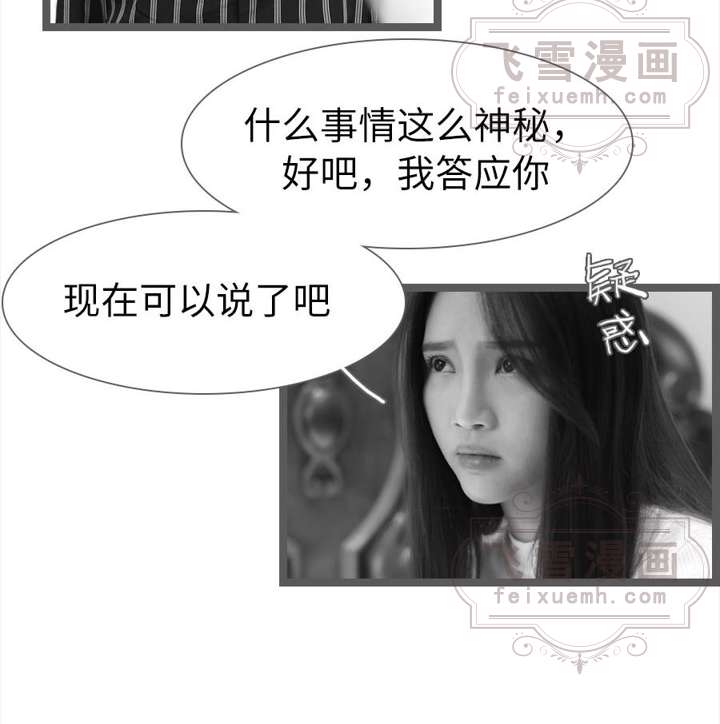 飞雪漫画
feixuemh.com
什么事情这么神秘，
好吧，我答应你
现在可以说了吧
疑
惑
飞雪漫画
feixuemh.com